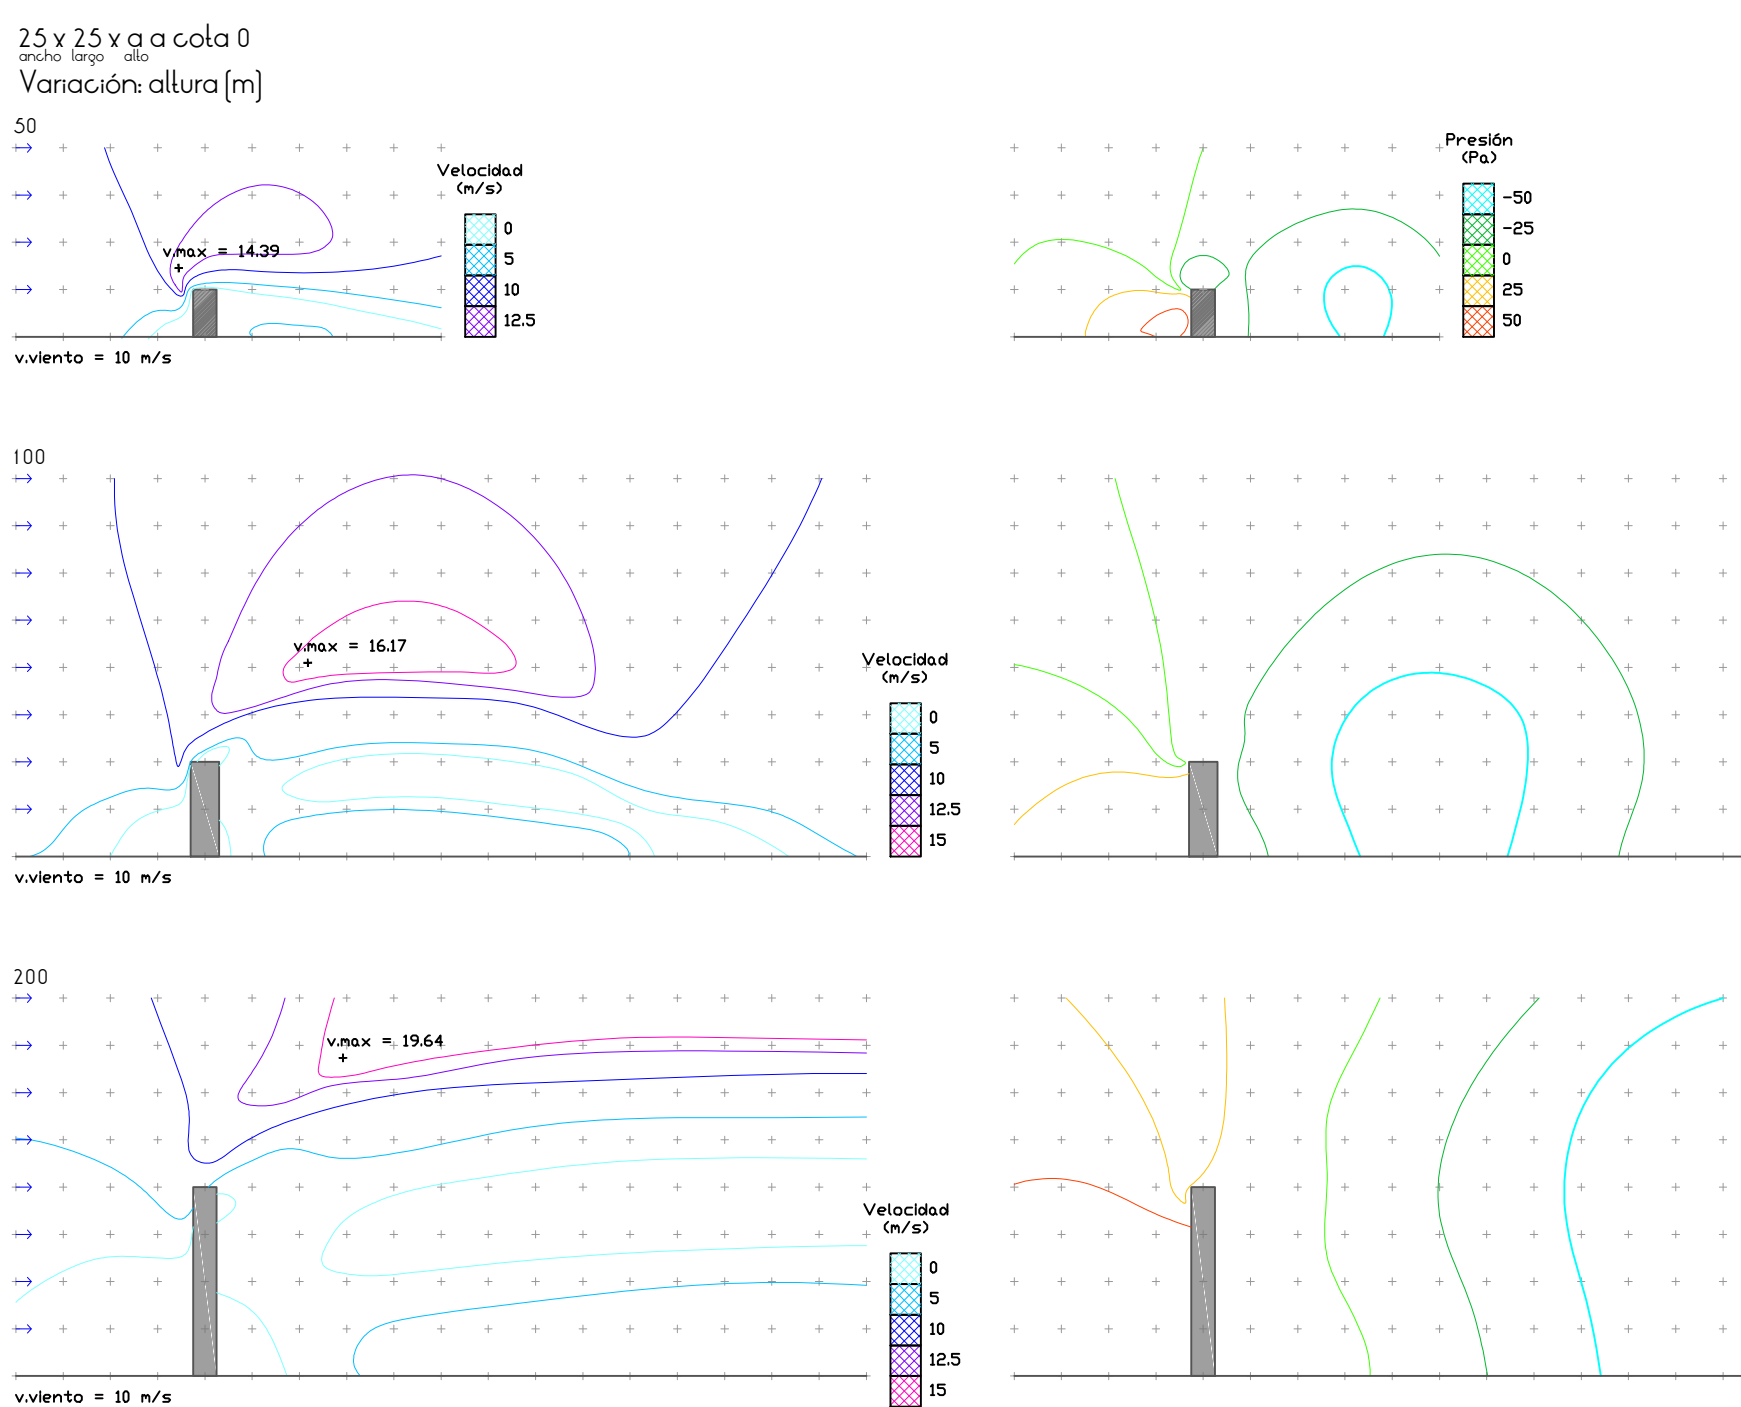 25 x 25 x a a cota 0
ancho largo alto
Variación: altura (m)
50
Velocidad
(m/s)
0
5
10
12.5
v.max = 14.39
v.viento = 10 m/s
Presión
(Pa)
-50
-25
0
25
50
100
v.max = 16.17
Velocidad
(m/s)
0
5
10
12.5
15
v.viento = 10 m/s
200
v.max = 19.64
Velocidad
(m/s)
0
5
10
12.5
15
v.viento = 10 m/s